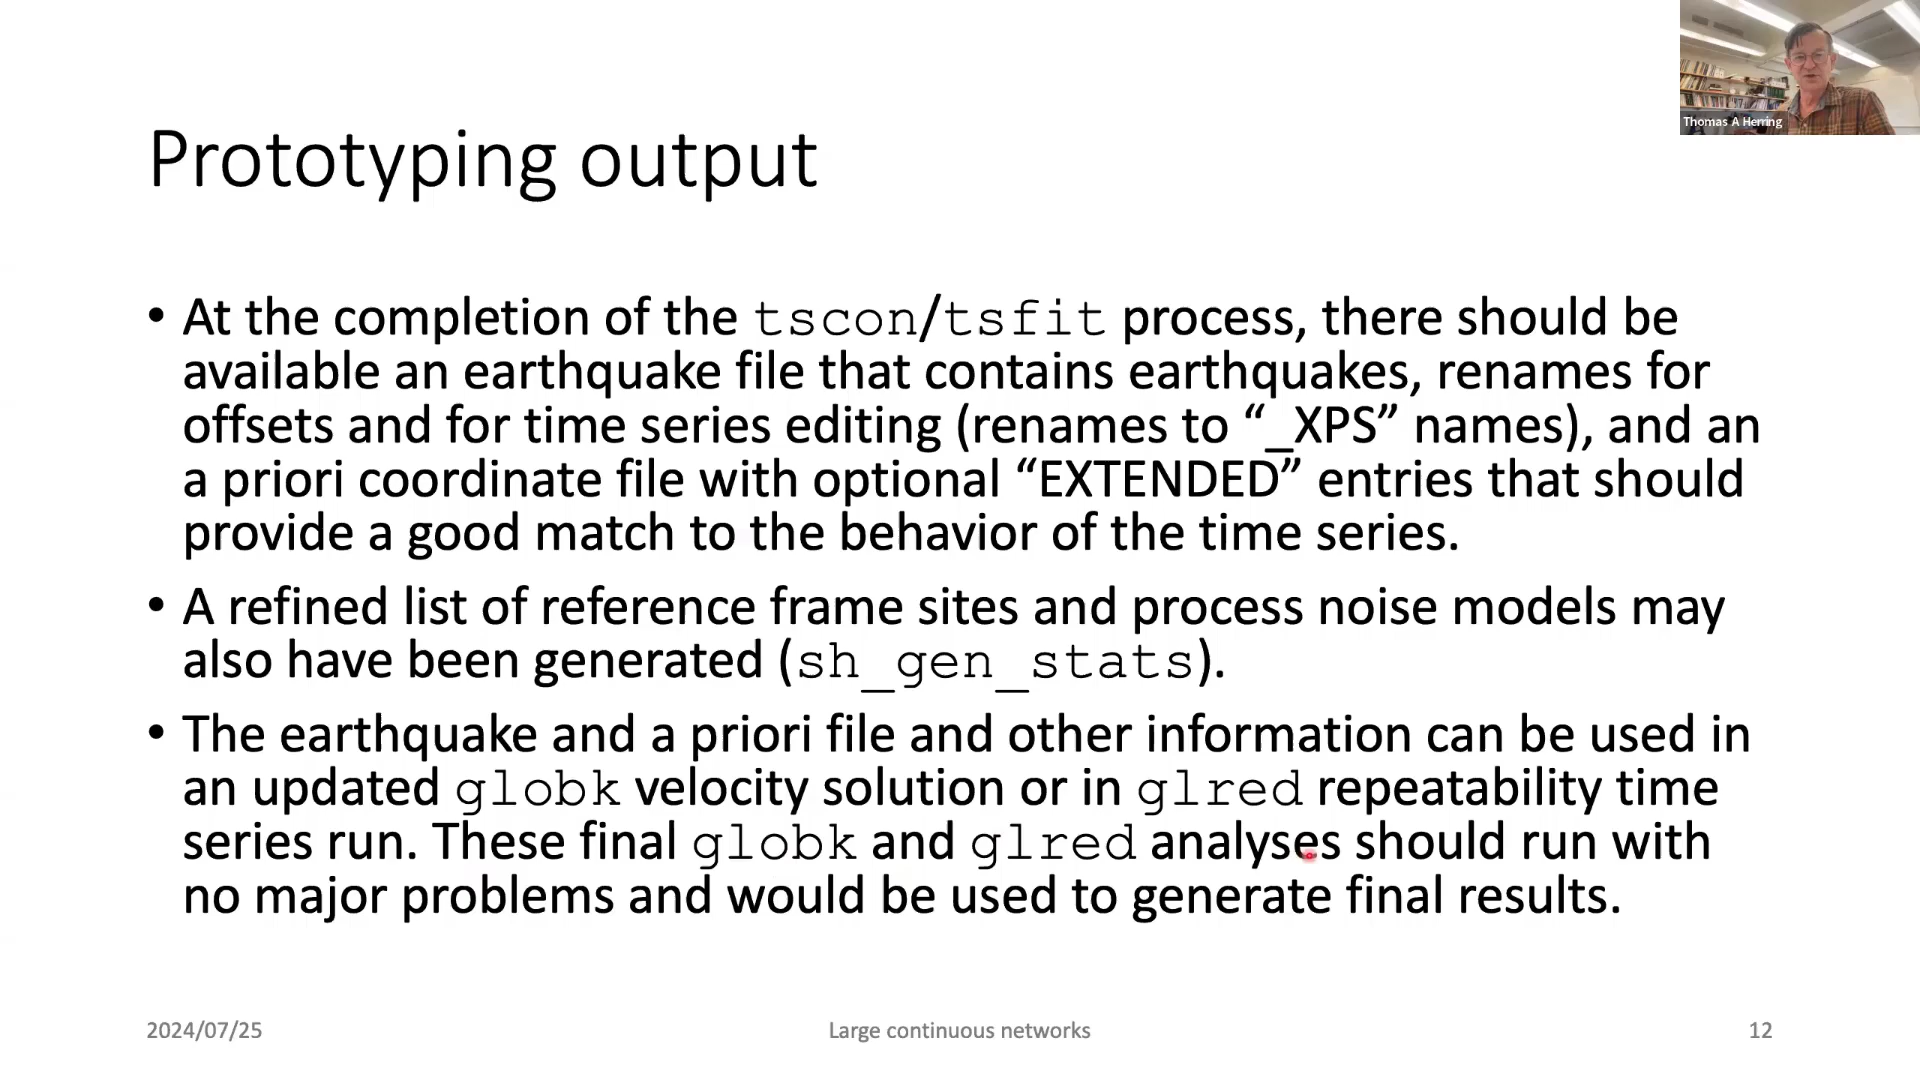 Thomas A Herring
Prototyping output
• At the completion of the tscon/tsfit process, there should be
available an earthquake file that contains earthquakes, renames for
offsets and for time series editing (renames to “_XPS” names), and an
a priori coordinate file with optional “EXTENDED” entries that should
provide a good match to the behavior of the time series.
• A refined list of reference frame sites and process noise models may
also have been generated (sh_gen_stats).
• The earthquake and a priori file and other information can be used in
an updated globk velocity solution or in glred repeatability time
series run. These final globk and glred analyses should run with
no major problems and would be used to generate final results.
2024/07/25
Large continuous networks
12